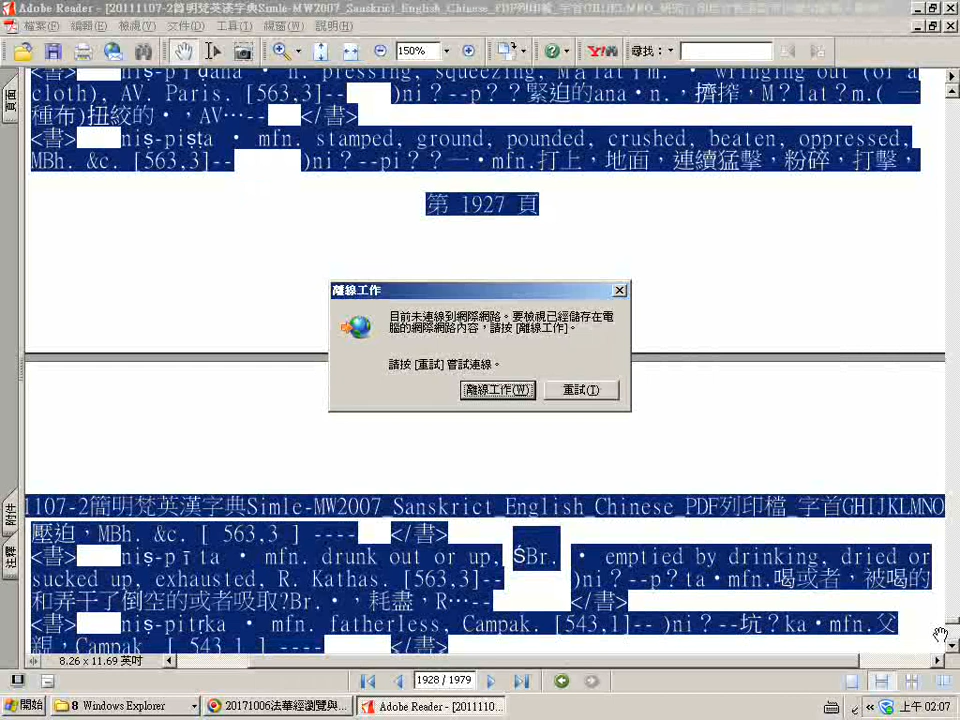 Adobe Reader - [20111107-2簡明梵英漢字典Simle-MW2007_Sanskrict_English_Chinese_PDF列印檔_字首GHIJKLMNO_
檔案(F) 編輯(E) 檢視(V) 文件(D) 工具(T) 視窗(W) 說明(H)
150% Y! 尋找：
頁面
<書> niṣ-pīḍana • n. pressing, squeezing, Mālatīm. • wringing out (of a
cloth), AV. Paris. [563,3]-- )ni？--p？？緊迫的ana•n.，擠搾，M？lat？m.( 一
種布)扭絞的•，AV…-- </書>
<書> niṣ-piṣṭa • mfn. stamped, ground, pounded, crushed, beaten, oppressed,
MBh. &c. [563,3]-- )ni？--pi？？一•mfn.打上，地面，連續猛擊，粉碎，打擊，
第 1927 頁
離線工作
目前未連線到網際網路。要檢視已經儲存在電
腦的網際網路內容，請按 [離線工作]。
請按 [重試] 嘗試連線。
離線工作(W) 重試(T)
附件
註釋
1107-2簡明梵英漢字典Simle-MW2007_Sanskrict_English_Chinese_PDF列印檔_字首GHIJKLMNO
壓迫，MBh. &c. [ 563,3 ] ---- </書>
<書> niṣ-pīta • mfn. drunk out or up, ŚBr. • emptied by drinking, dried or
sucked up, exhausted, R. Kathas. [563,3]-- )ni？--p？ta•mfn.喝或者，被喝的
和弄干了倒空的或者吸取?Br.•，耗盡，R…-- </書>
<書> niṣ-pitṛka • mfn. fatherless, Campak. [543,1]-- )ni？--坑？ka•mfn.父
親，Campak [ 543,1 ] ---- </書>
8.26 x 11.69 英吋
1928 / 1979
開始 8 Windows Explorer 20171006法華經瀏覽與... Adobe Reader - [2011110... 上午 02:07